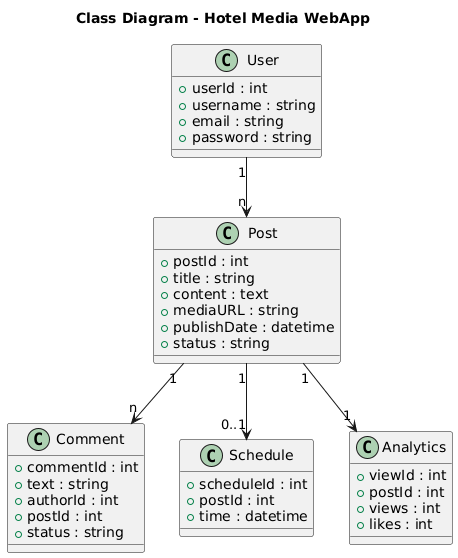 Class Diagram - Hotel Media WebApp
C User
userId : int
username : string
email : string
password : string
1
n
C Post
postId : int
title : string
content : text
mediaURL : string
publishDate : datetime
status : string
1 1 1
n 0..1 1
C Comment
commentId : int
text : string
authorId : int
postId : int
status : string
C Schedule
scheduleId : int
postId : int
time : datetime
C Analytics
viewId : int
postId : int
views : int
likes : int